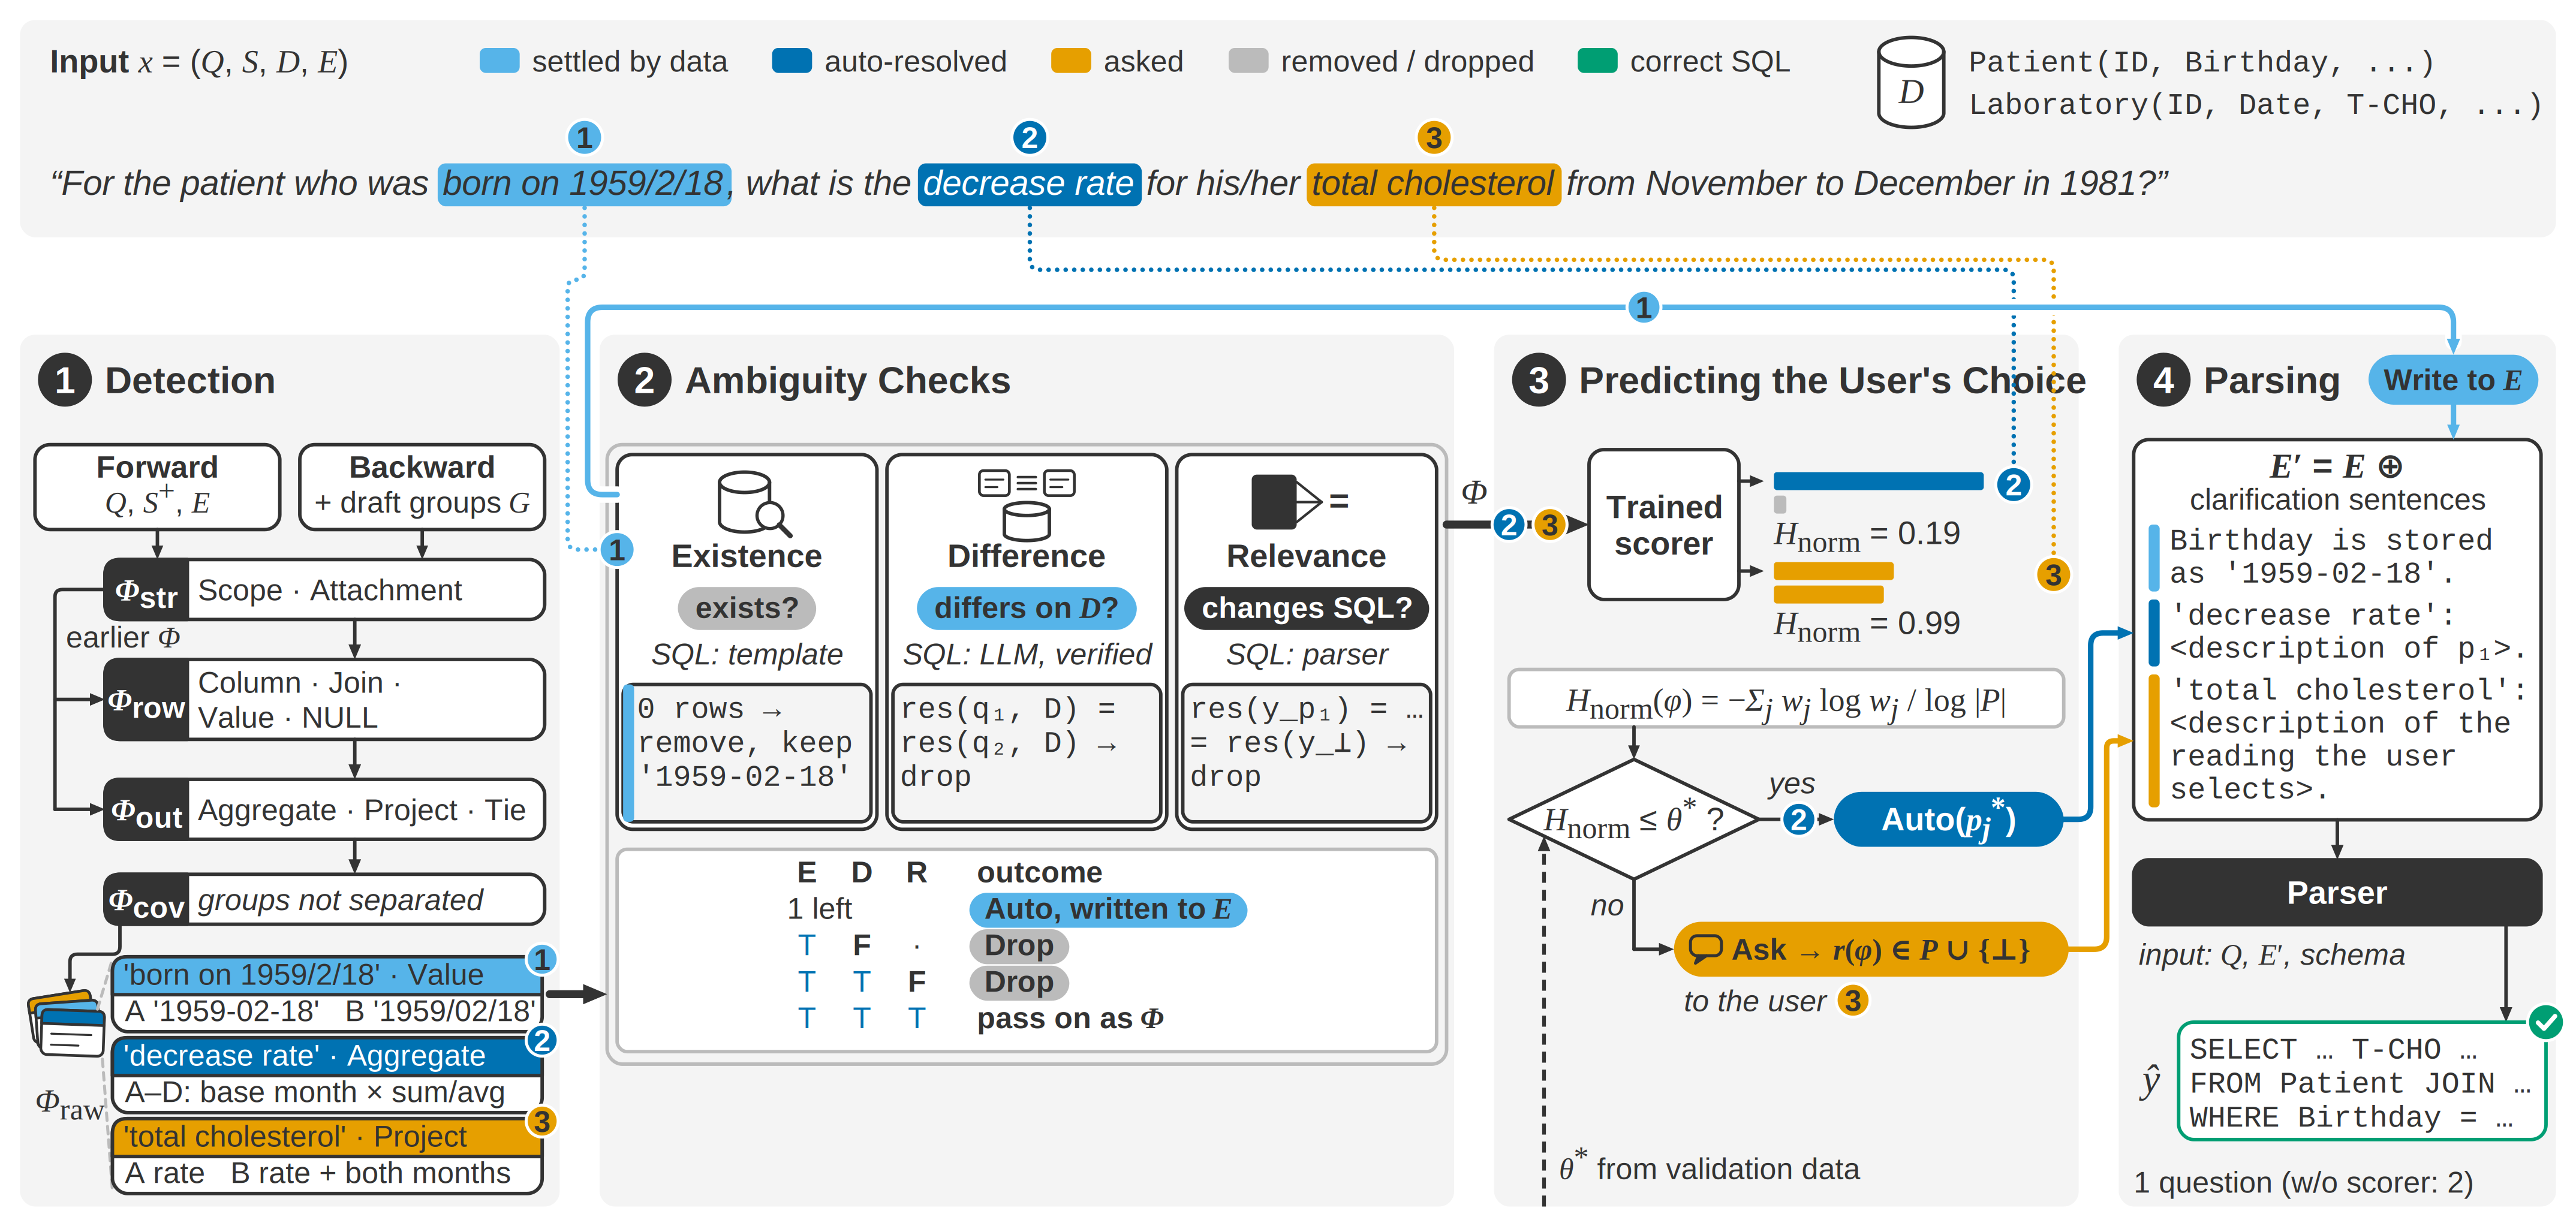 Input x = (Q, S, D, E)
settled by data
auto-resolved
asked
removed / dropped
correct SQL
D
Patient(ID, Birthday, ...)
Laboratory(ID, Date, T-CHO, ...)
1
2
3
“For the patient who was born on 1959/2/18, what is the decrease rate for his/her total cholesterol from November to December in 1981?”
1
1 Detection
Forward
Q, S⁺, E
Backward
+ draft groups G
Φstr
Scope · Attachment
earlier Φ
Φrow
Column · Join ·
Value · NULL
Φout
Aggregate · Project · Tie
Φcov
groups not separated
'born on 1959/2/18' · Value
1
A '1959-02-18' B '1959/02/18'
'decrease rate' · Aggregate
2
A–D: base month × sum/avg
'total cholesterol' · Project
3
A rate B rate + both months
Φraw
2 Ambiguity Checks
1
Existence
exists?
SQL: template
0 rows →
remove, keep
'1959-02-18'
Difference
differs on D?
SQL: LLM, verified
res(q₁, D) =
res(q₂, D) →
drop
=
Relevance
changes SQL?
SQL: parser
res(y_p₁) = …
= res(y_⊥) →
drop
E D R outcome
1 left Auto, written to E
T F · Drop
T T F Drop
T T T pass on as Φ
Φ
2 3
3 Predicting the User's Choice
Trained
scorer
2
Hnorm = 0.19
3
Hnorm = 0.99
Hnorm(φ) = −Σj wj log wj / log |P|
Hnorm ≤ θ* ?
yes
2
Auto(pj*)
no
Ask → r(φ) ∈ P ∪ {⊥}
to the user 3
θ* from validation data
4 Parsing
Write to E
E′ = E ⊕
clarification sentences
Birthday is stored
as '1959-02-18'.
'decrease rate':
<description of p₁>.
'total cholesterol':
<description of the
reading the user
selects>.
Parser
input: Q, E′, schema
ŷ
SELECT … T-CHO …
FROM Patient JOIN …
WHERE Birthday = …
1 question (w/o scorer: 2)